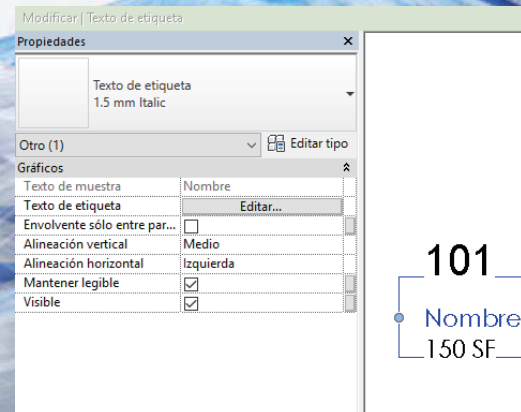 Modificar | Texto de etiqueta
Propiedades
Texto de etiqueta
1.5 mm Italic
Otro (1)
Editar tipo
Gráficos
Texto de muestra Nombre
Texto de etiqueta Editar...
Envolvente sólo entre par...
Alineación vertical Medio
Alineación horizontal Izquierda
Mantener legible
Visible
101
Nombre
150 SF